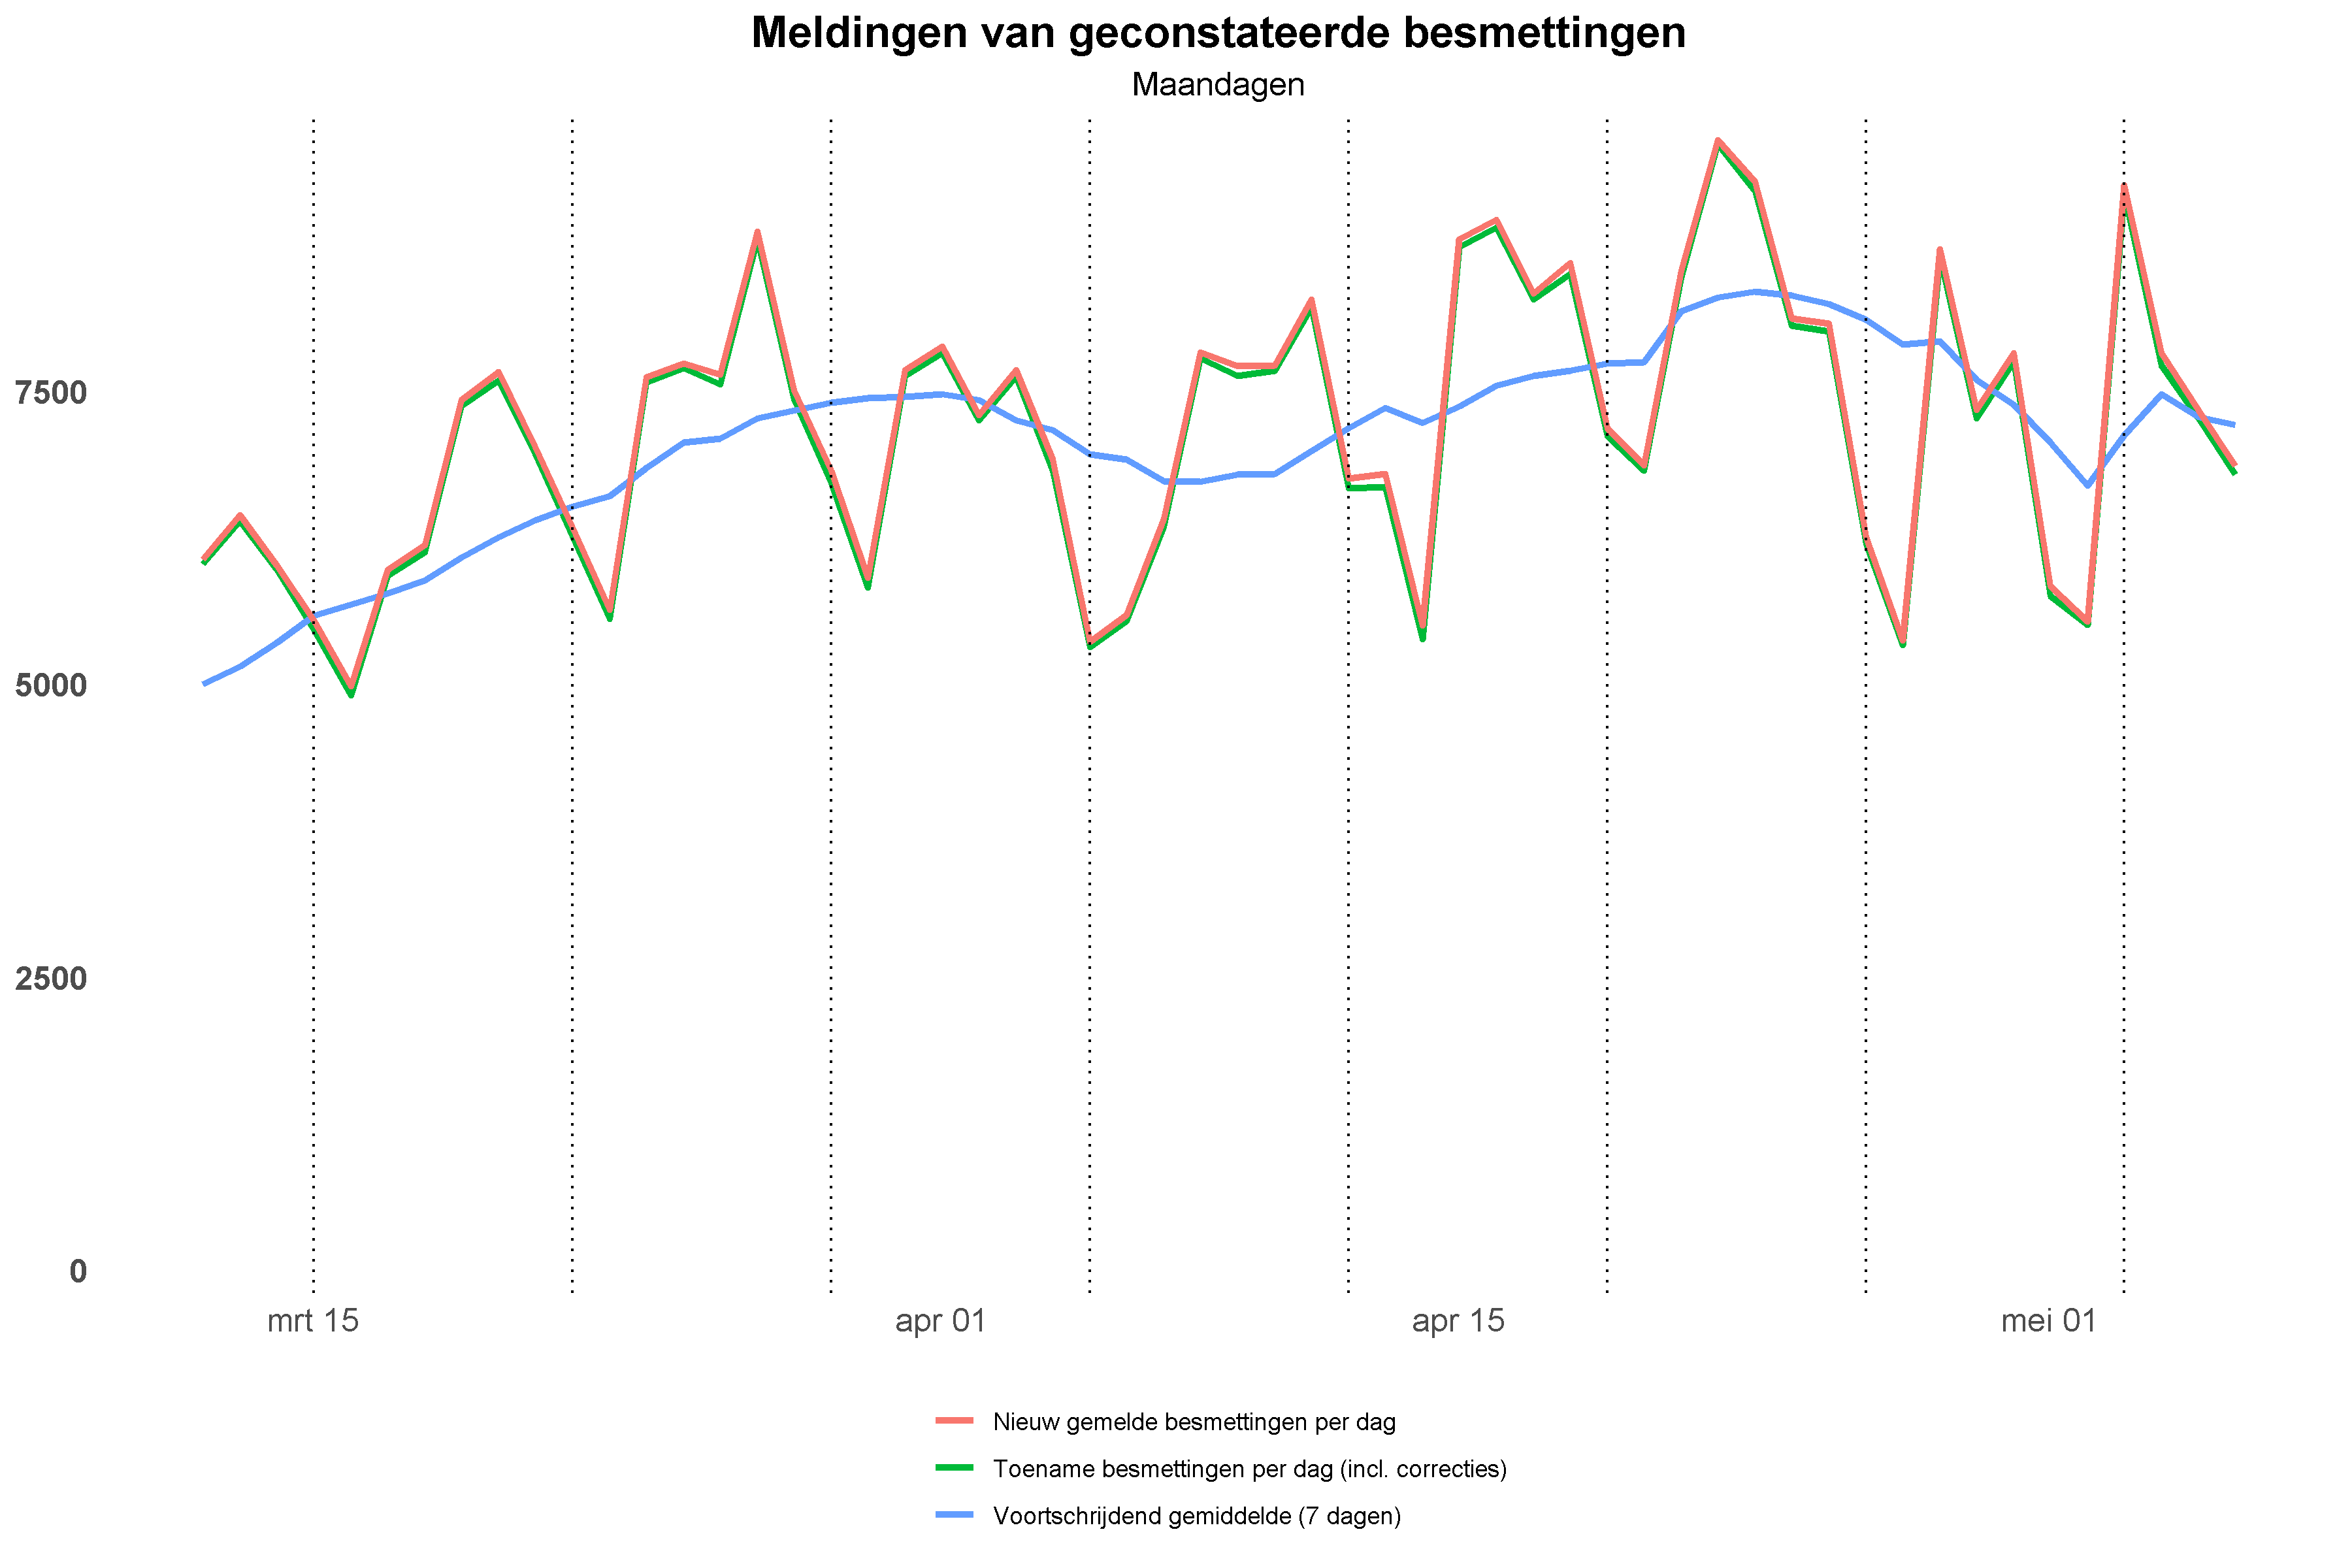 Meldingen van geconstateerde besmettingen
Maandagen
7500
5000
2500
0
mrt 15
apr 01
apr 15
mei 01
Nieuw gemelde besmettingen per dag
Toename besmettingen per dag (incl. correcties)
Voortschrijdend gemiddelde (7 dagen)